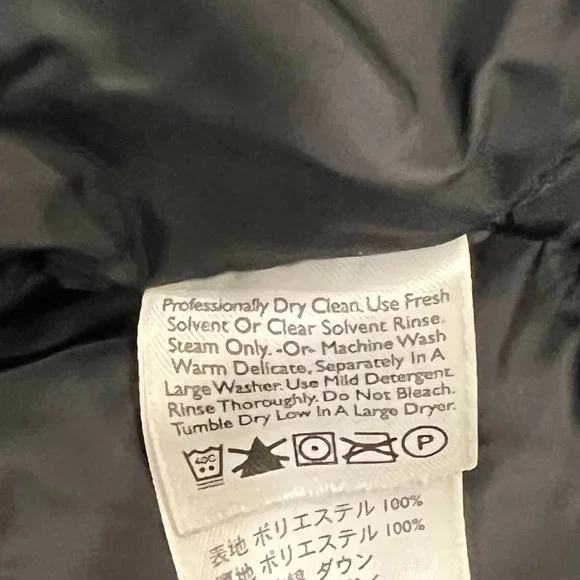 Professionally Dry Clean. Use Fresh
Solvent Or Clear Solvent Rinse.
Steam Only. -Or- Machine Wash
Warm Delicate, Separately In A
Large Washer. Use Mild Detergent.
Rinse Thoroughly. Do Not Bleach.
Tumble Dry Low In A Large Dryer.
40C
P
表地 ポリエステル 100%
裏地 ポリエステル 100%
ダウン